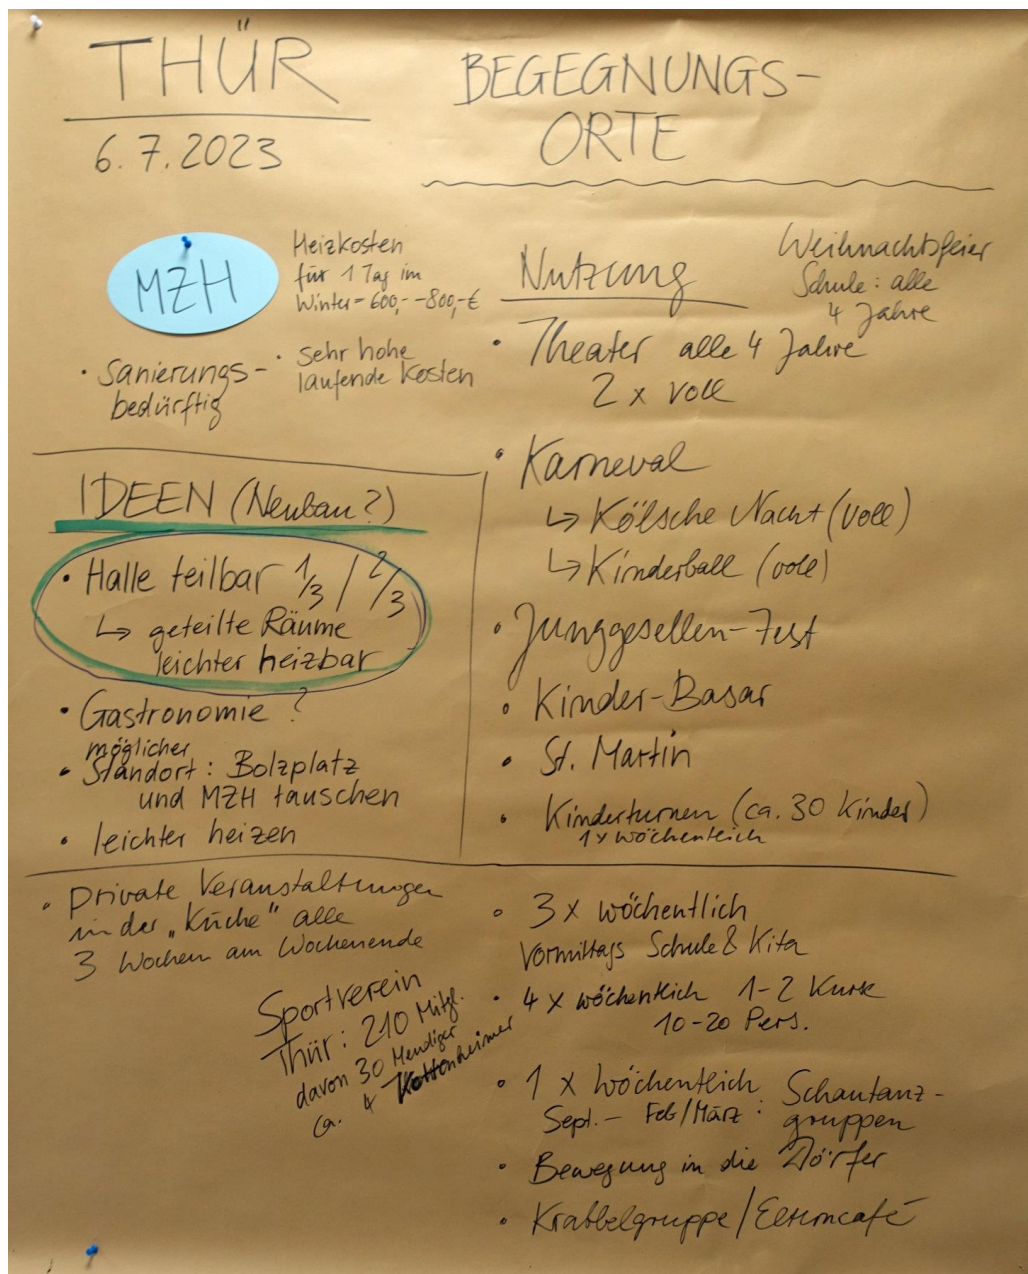 THÜR
6.7.2023
BEGEGNUNGS-
ORTE
MZH
Heizkosten
für 1 Tag im
Winter = 600,- - 800,- €
• Sanierungs-
bedürftig
• sehr hohe
laufende Kosten
IDEEN (Neubau?)
• Halle teilbar 1/3 / 2/3
↳ geteilte Räume
leichter heizbar
• Gastronomie ?
möglicher
• Standort: Bolzplatz
und MZH tauschen
• leichter heizen
• Private Veranstaltungen
in der „Küche" alle
3 Wochen am Wochenende
Sportverein
Thür: 210 Mitgl.
davon 30 Mendiger
ca. 4 Kottenheimer
Nutzung
Weihnachtsfeier
Schule: alle
4 Jahre
• Theater alle 4 Jahre
2 x voll
• Karneval
↳ Kölsche Nacht (voll)
↳ Kinderball (voll)
• Junggesellen-Fest
• Kinder-Basar
• St. Martin
• Kinderturnen (ca. 30 Kinder)
1x wöchentlich
• 3 x wöchentlich
Vormittags Schule & Kita
• 4 x wöchentlich 1-2 Kurse
10-20 Pers.
• 1 x wöchentlich Schautanz-
Sept. - Feb/März : gruppen
• Bewegung in die Dörfer
• Krabbelgruppe/Elterncafé